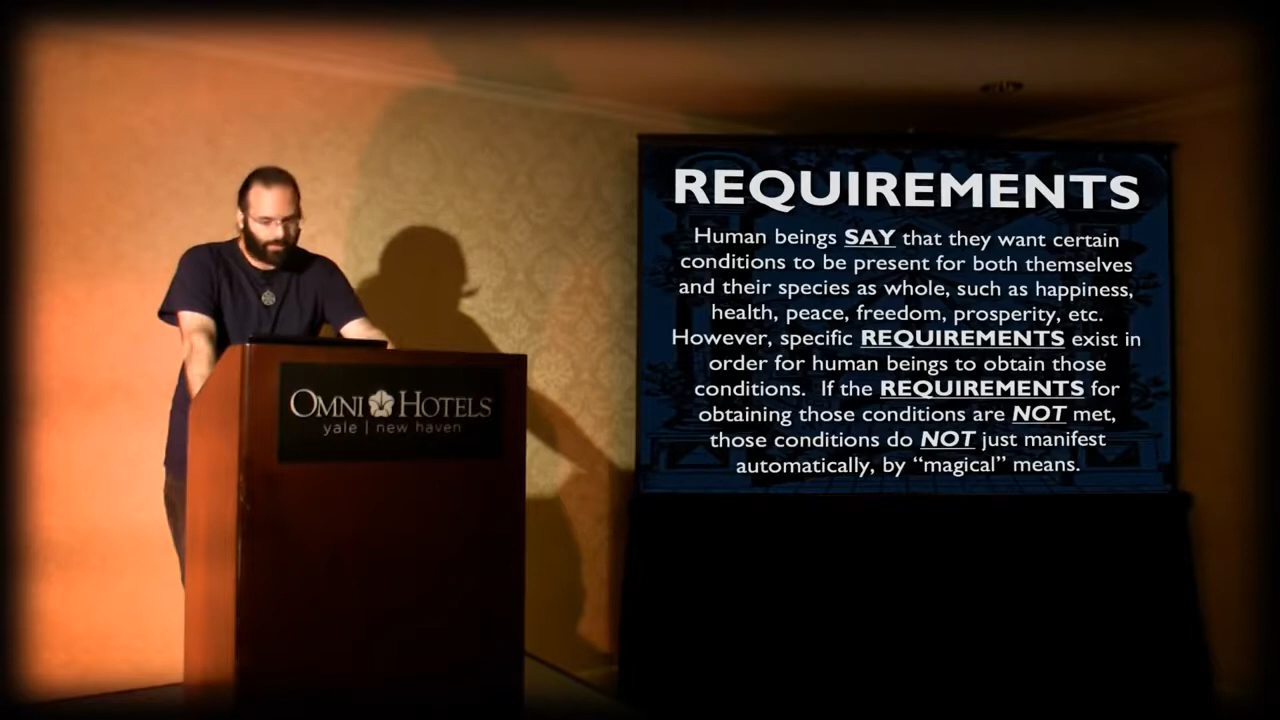 OMNI HOTELS
yale | new haven
REQUIREMENTS
Human beings SAY that they want certain
conditions to be present for both themselves
and their species as whole, such as happiness,
health, peace, freedom, prosperity, etc.
However, specific REQUIREMENTS exist in
order for human beings to obtain those
conditions. If the REQUIREMENTS for
obtaining those conditions are NOT met,
those conditions do NOT just manifest
automatically, by “magical” means.